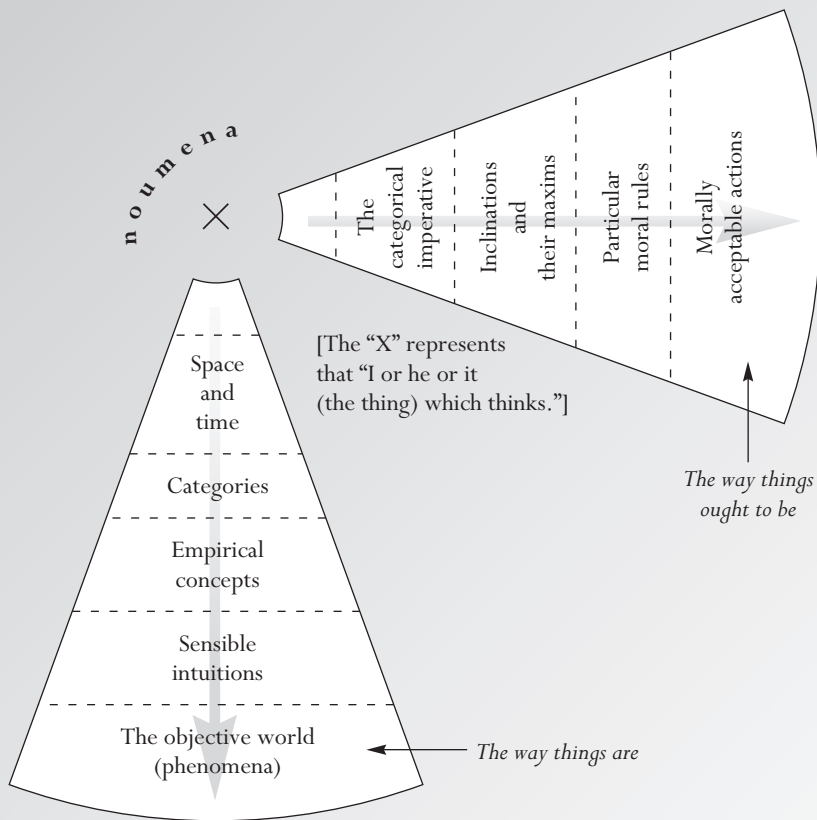 noumena
The
categorical
imperative
Inclinations
and
their maxims
Particular
moral rules
Morally
acceptable actions
[The “X” represents
that “I or he or it
(the thing) which thinks.”]
The way things
ought to be
Space
and
time
Categories
Empirical
concepts
Sensible
intuitions
The objective world
(phenomena)
The way things are